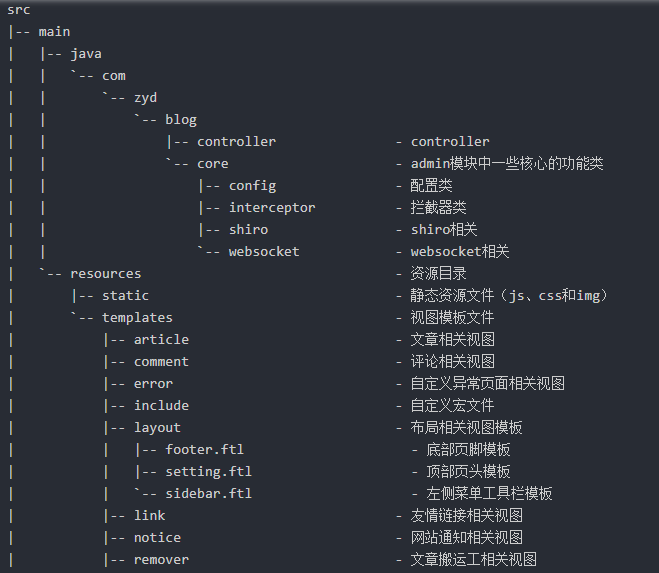 src
|-- main
|   |-- java
|   |   `-- com
|   |       `-- zyd
|   |           `-- blog
|   |               |-- controller               - controller
|   |               `-- core                     - admin模块中一些核心的功能类
|   |                   |-- config               - 配置类
|   |                   |-- interceptor          - 拦截器类
|   |                   |-- shiro                - shiro相关
|   |                   `-- websocket            - websocket相关
|   `-- resources                                - 资源目录
|       |-- static                               - 静态资源文件（js、css和img）
|       `-- templates                            - 视图模板文件
|           |-- article                          - 文章相关视图
|           |-- comment                          - 评论相关视图
|           |-- error                            - 自定义异常页面相关视图
|           |-- include                          - 自定义宏文件
|           |-- layout                           - 布局相关视图模板
|           |   |-- footer.ftl                     - 底部页脚模板
|           |   |-- setting.ftl                    - 顶部页头模板
|           |   `-- sidebar.ftl                    - 左侧菜单工具栏模板
|           |-- link                             - 友情链接相关视图
|           |-- notice                           - 网站通知相关视图
|           |-- remover                          - 文章搬运工相关视图